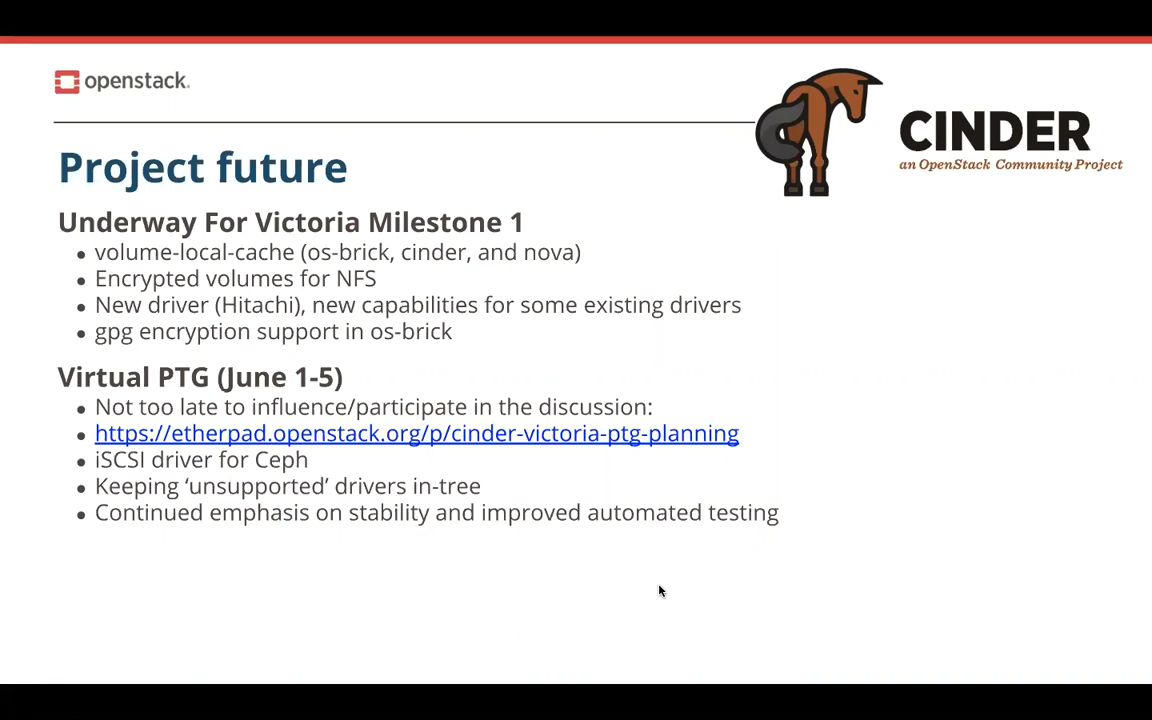 openstack.
CINDER
an OpenStack Community Project
Project future
Underway For Victoria Milestone 1
• volume-local-cache (os-brick, cinder, and nova)
• Encrypted volumes for NFS
• New driver (Hitachi), new capabilities for some existing drivers
• gpg encryption support in os-brick
Virtual PTG (June 1-5)
• Not too late to influence/participate in the discussion:
• https://etherpad.openstack.org/p/cinder-victoria-ptg-planning
• iSCSI driver for Ceph
• Keeping ‘unsupported’ drivers in-tree
• Continued emphasis on stability and improved automated testing